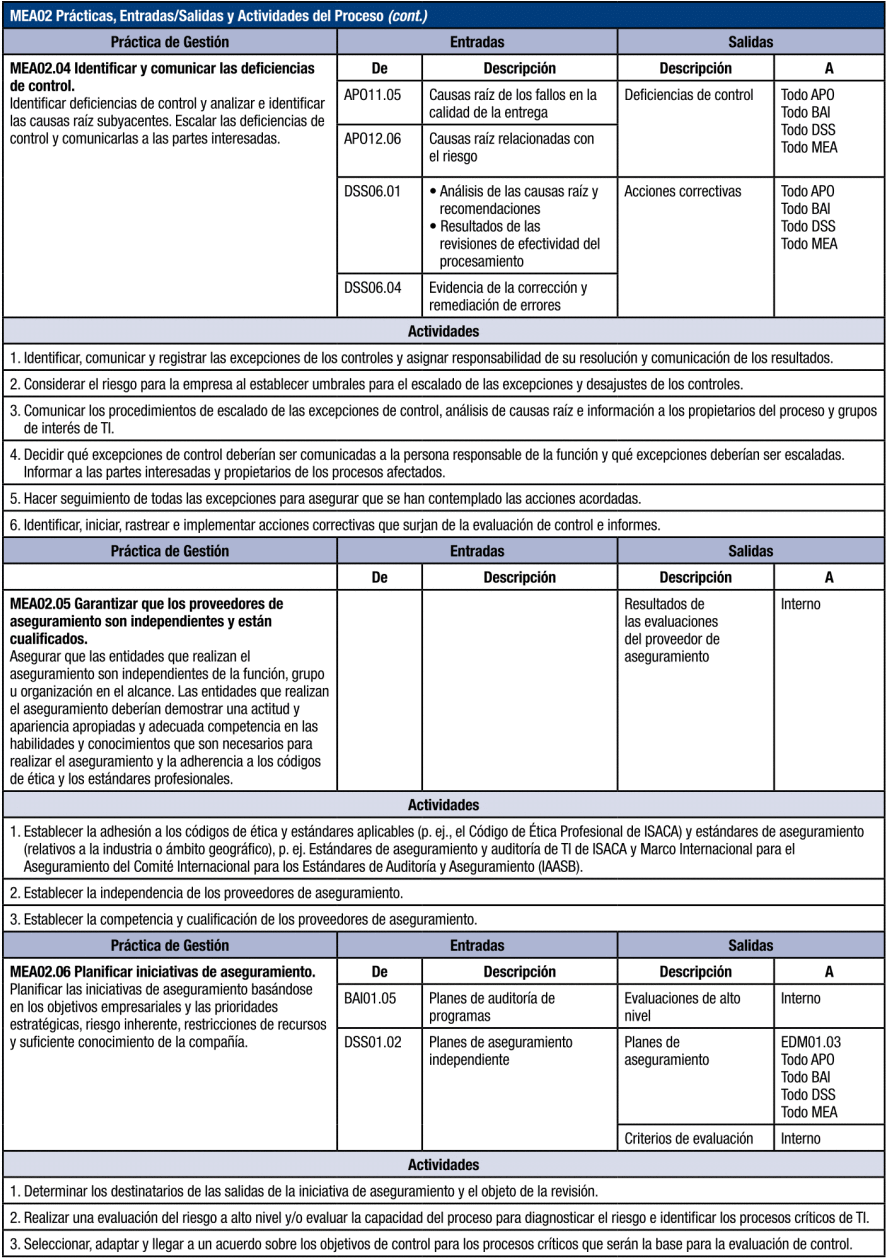 MEA02 Prácticas, Entradas/Salidas y Actividades del Proceso (cont.)
Práctica de Gestión
Entradas
Salidas
MEA02.04 Identificar y comunicar las deficiencias
de control.
Identificar deficiencias de control y analizar e identificar
las causas raíz subyacentes. Escalar las deficiencias de
control y comunicarlas a las partes interesadas.
De
Descripción
Descripción
A
APO11.05
Causas raíz de los fallos en la
calidad de la entrega
Deficiencias de control
Todo APO
Todo BAI
Todo DSS
Todo MEA
APO12.06
Causas raíz relacionadas con
el riesgo
DSS06.01
• Análisis de las causas raíz y
recomendaciones
• Resultados de las
revisiones de efectividad del
procesamiento
Acciones correctivas
Todo APO
Todo BAI
Todo DSS
Todo MEA
DSS06.04
Evidencia de la corrección y
remediación de errores
Actividades
1. Identificar, comunicar y registrar las excepciones de los controles y asignar responsabilidad de su resolución y comunicación de los resultados.
2. Considerar el riesgo para la empresa al establecer umbrales para el escalado de las excepciones y desajustes de los controles.
3. Comunicar los procedimientos de escalado de las excepciones de control, análisis de causas raíz e información a los propietarios del proceso y grupos
de interés de TI.
4. Decidir qué excepciones de control deberían ser comunicadas a la persona responsable de la función y qué excepciones deberían ser escaladas.
Informar a las partes interesadas y propietarios de los procesos afectados.
5. Hacer seguimiento de todas las excepciones para asegurar que se han contemplado las acciones acordadas.
6. Identificar, iniciar, rastrear e implementar acciones correctivas que surjan de la evaluación de control e informes.
Práctica de Gestión
Entradas
Salidas
De
Descripción
Descripción
A
MEA02.05 Garantizar que los proveedores de
aseguramiento son independientes y están
cualificados.
Asegurar que las entidades que realizan el
aseguramiento son independientes de la función, grupo
u organización en el alcance. Las entidades que realizan
el aseguramiento deberían demostrar una actitud y
apariencia apropiadas y adecuada competencia en las
habilidades y conocimientos que son necesarios para
realizar el aseguramiento y la adherencia a los códigos
de ética y los estándares profesionales.
Resultados de
las evaluaciones
del proveedor de
aseguramiento
Interno
Actividades
1. Establecer la adhesión a los códigos de ética y estándares aplicables (p. ej., el Código de Ética Profesional de ISACA) y estándares de aseguramiento
(relativos a la industria o ámbito geográfico), p. ej. Estándares de aseguramiento y auditoría de TI de ISACA y Marco Internacional para el
Aseguramiento del Comité Internacional para los Estándares de Auditoría y Aseguramiento (IAASB).
2. Establecer la independencia de los proveedores de aseguramiento.
3. Establecer la competencia y cualificación de los proveedores de aseguramiento.
Práctica de Gestión
Entradas
Salidas
MEA02.06 Planificar iniciativas de aseguramiento.
Planificar las iniciativas de aseguramiento basándose
en los objetivos empresariales y las prioridades
estratégicas, riesgo inherente, restricciones de recursos
y suficiente conocimiento de la compañía.
De
Descripción
Descripción
A
BAI01.05
Planes de auditoría de
programas
Evaluaciones de alto
nivel
Interno
DSS01.02
Planes de aseguramiento
independiente
Planes de
aseguramiento
EDM01.03
Todo APO
Todo BAI
Todo DSS
Todo MEA
Criterios de evaluación
Interno
Actividades
1. Determinar los destinatarios de las salidas de la iniciativa de aseguramiento y el objeto de la revisión.
2. Realizar una evaluación del riesgo a alto nivel y/o evaluar la capacidad del proceso para diagnosticar el riesgo e identificar los procesos críticos de TI.
3. Seleccionar, adaptar y llegar a un acuerdo sobre los objetivos de control para los procesos críticos que serán la base para la evaluación de control.